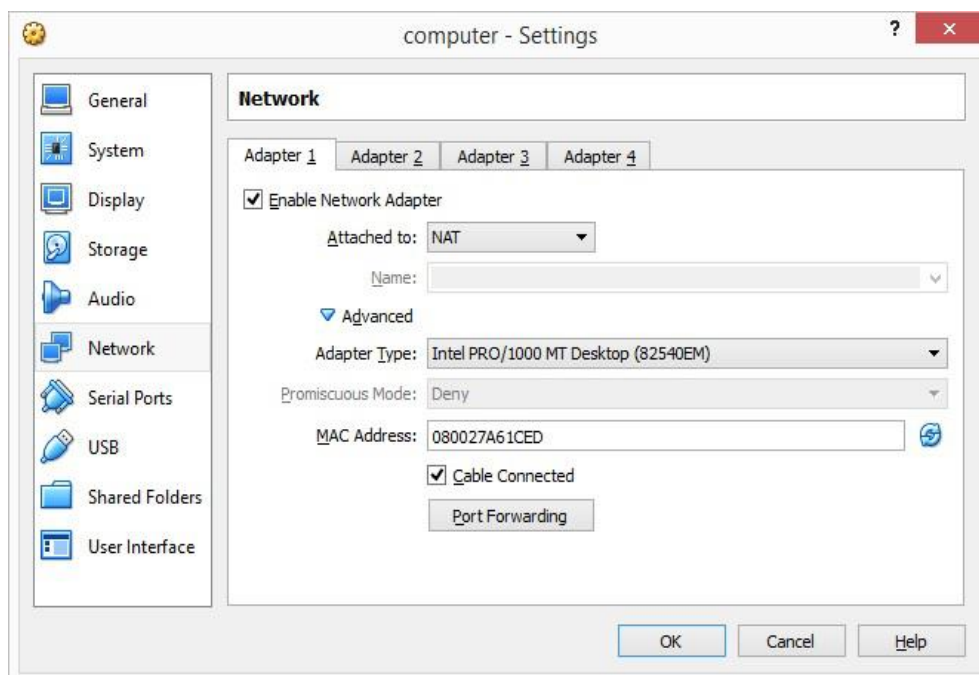 computer - Settings
?
General
System
Display
Storage
Audio
Network
Serial Ports
USB
Shared Folders
User Interface
Network
Adapter 1 Adapter 2 Adapter 3 Adapter 4
Enable Network Adapter
Attached to: NAT
Name:
Advanced
Adapter Type: Intel PRO/1000 MT Desktop (82540EM)
Promiscuous Mode: Deny
MAC Address: 080027A61CED
Cable Connected
Port Forwarding
OK Cancel Help